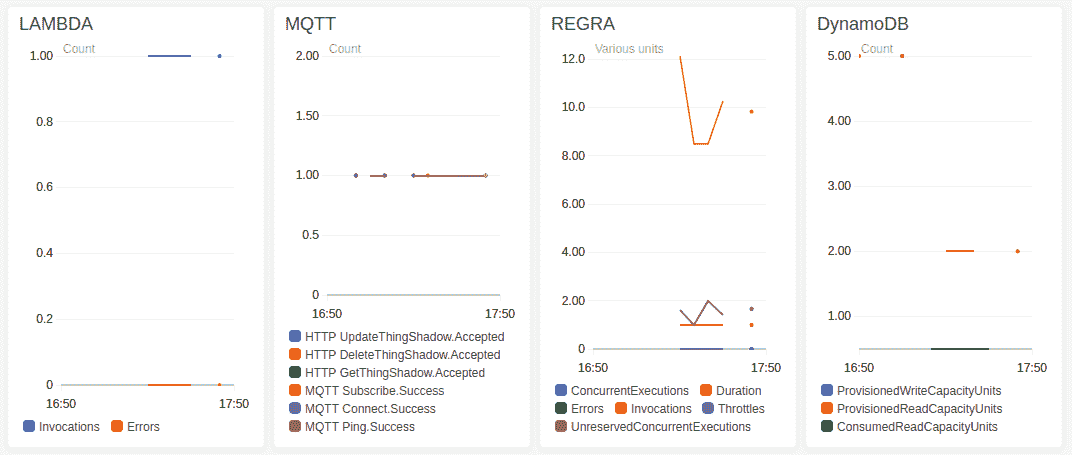 LAMBDA
Count
1.00
0.8
0.6
0.4
0.2
0
16:50 17:50
Invocations Errors
MQTT
Count
2.00
1.50
1.00
0.5
0
16:50 17:50
HTTP UpdateThingShadow.Accepted
HTTP DeleteThingShadow.Accepted
HTTP GetThingShadow.Accepted
MQTT Subscribe.Success
MQTT Connect.Success
MQTT Ping.Success
REGRA
Various units
12.0
10.0
8.00
6.00
4.00
2.00
0
16:50 17:50
ConcurrentExecutions Duration
Errors Invocations Throttles
UnreservedConcurrentExecutions
DynamoDB
5.00 Count
4.00
3.00
2.00
1.00
16:50 17:50
ProvisionedWriteCapacityUnits
ProvisionedReadCapacityUnits
ConsumedReadCapacityUnits